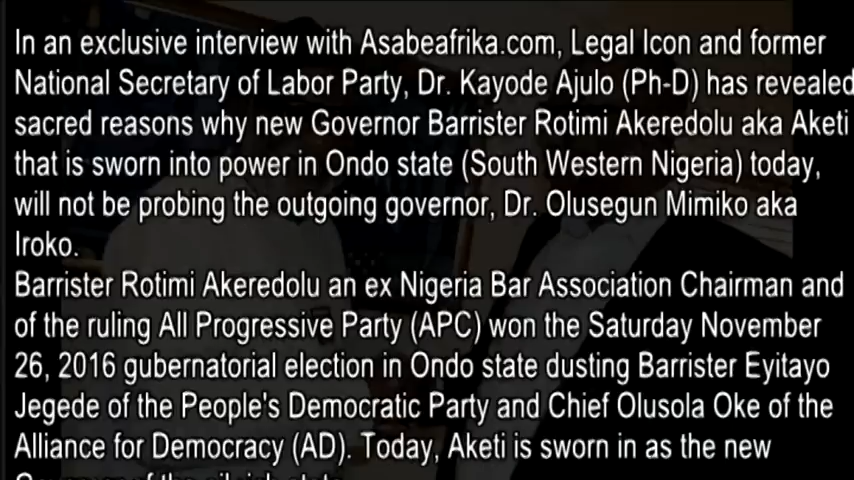 In an exclusive interview with Asabeafrika.com, Legal Icon and former
National Secretary of Labor Party, Dr. Kayode Ajulo (Ph-D) has revealed
sacred reasons why new Governor Barrister Rotimi Akeredolu aka Aketi
that is sworn into power in Ondo state (South Western Nigeria) today,
will not be probing the outgoing governor, Dr. Olusegun Mimiko aka
Iroko.
Barrister Rotimi Akeredolu an ex Nigeria Bar Association Chairman and
of the ruling All Progressive Party (APC) won the Saturday November
26, 2016 gubernatorial election in Ondo state dusting Barrister Eyitayo
Jegede of the People's Democratic Party and Chief Olusola Oke of the
Alliance for Democracy (AD). Today, Aketi is sworn in as the new